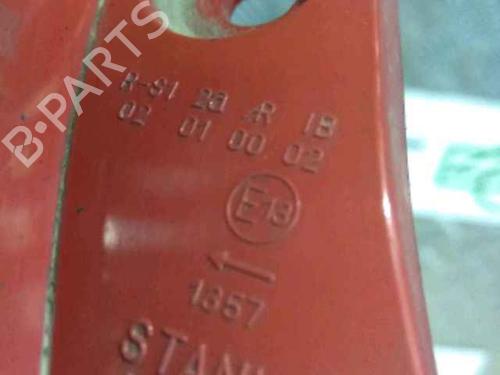 B-PARTS
R-S1 2a AR IB
02 01 00 02
E13
1357
STAN